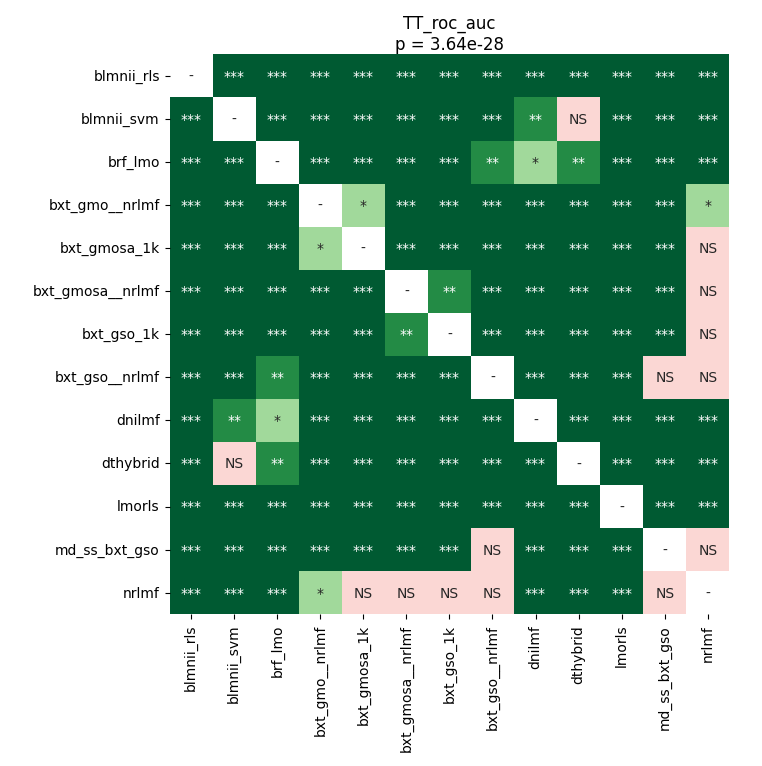 TT_roc_auc
p = 3.64e-28
blmnii_rls - *** *** *** *** *** *** *** *** *** *** *** ***
blmnii_svm *** - *** *** *** *** *** *** ** NS *** *** ***
brf_lmo *** *** - *** *** *** *** ** * ** *** *** ***
bxt_gmo__nrlmf *** *** *** - * *** *** *** *** *** *** *** *
bxt_gmosa_1k *** *** *** * - *** *** *** *** *** *** *** NS
bxt_gmosa__nrlmf *** *** *** *** *** - ** *** *** *** *** *** NS
bxt_gso_1k *** *** *** *** *** ** - *** *** *** *** *** NS
bxt_gso__nrlmf *** *** ** *** *** *** *** - *** *** *** NS NS
dnilmf *** ** * *** *** *** *** *** - *** *** *** ***
dthybrid *** NS ** *** *** *** *** *** *** - *** *** ***
lmorls *** *** *** *** *** *** *** *** *** *** - *** ***
md_ss_bxt_gso *** *** *** *** *** *** *** NS *** *** *** - NS
nrlmf *** *** *** * NS NS NS NS *** *** *** NS -
blmnii_rls
blmnii_svm
brf_lmo
bxt_gmo__nrlmf
bxt_gmosa_1k
bxt_gmosa__nrlmf
bxt_gso_1k
bxt_gso__nrlmf
dnilmf
dthybrid
lmorls
md_ss_bxt_gso
nrlmf